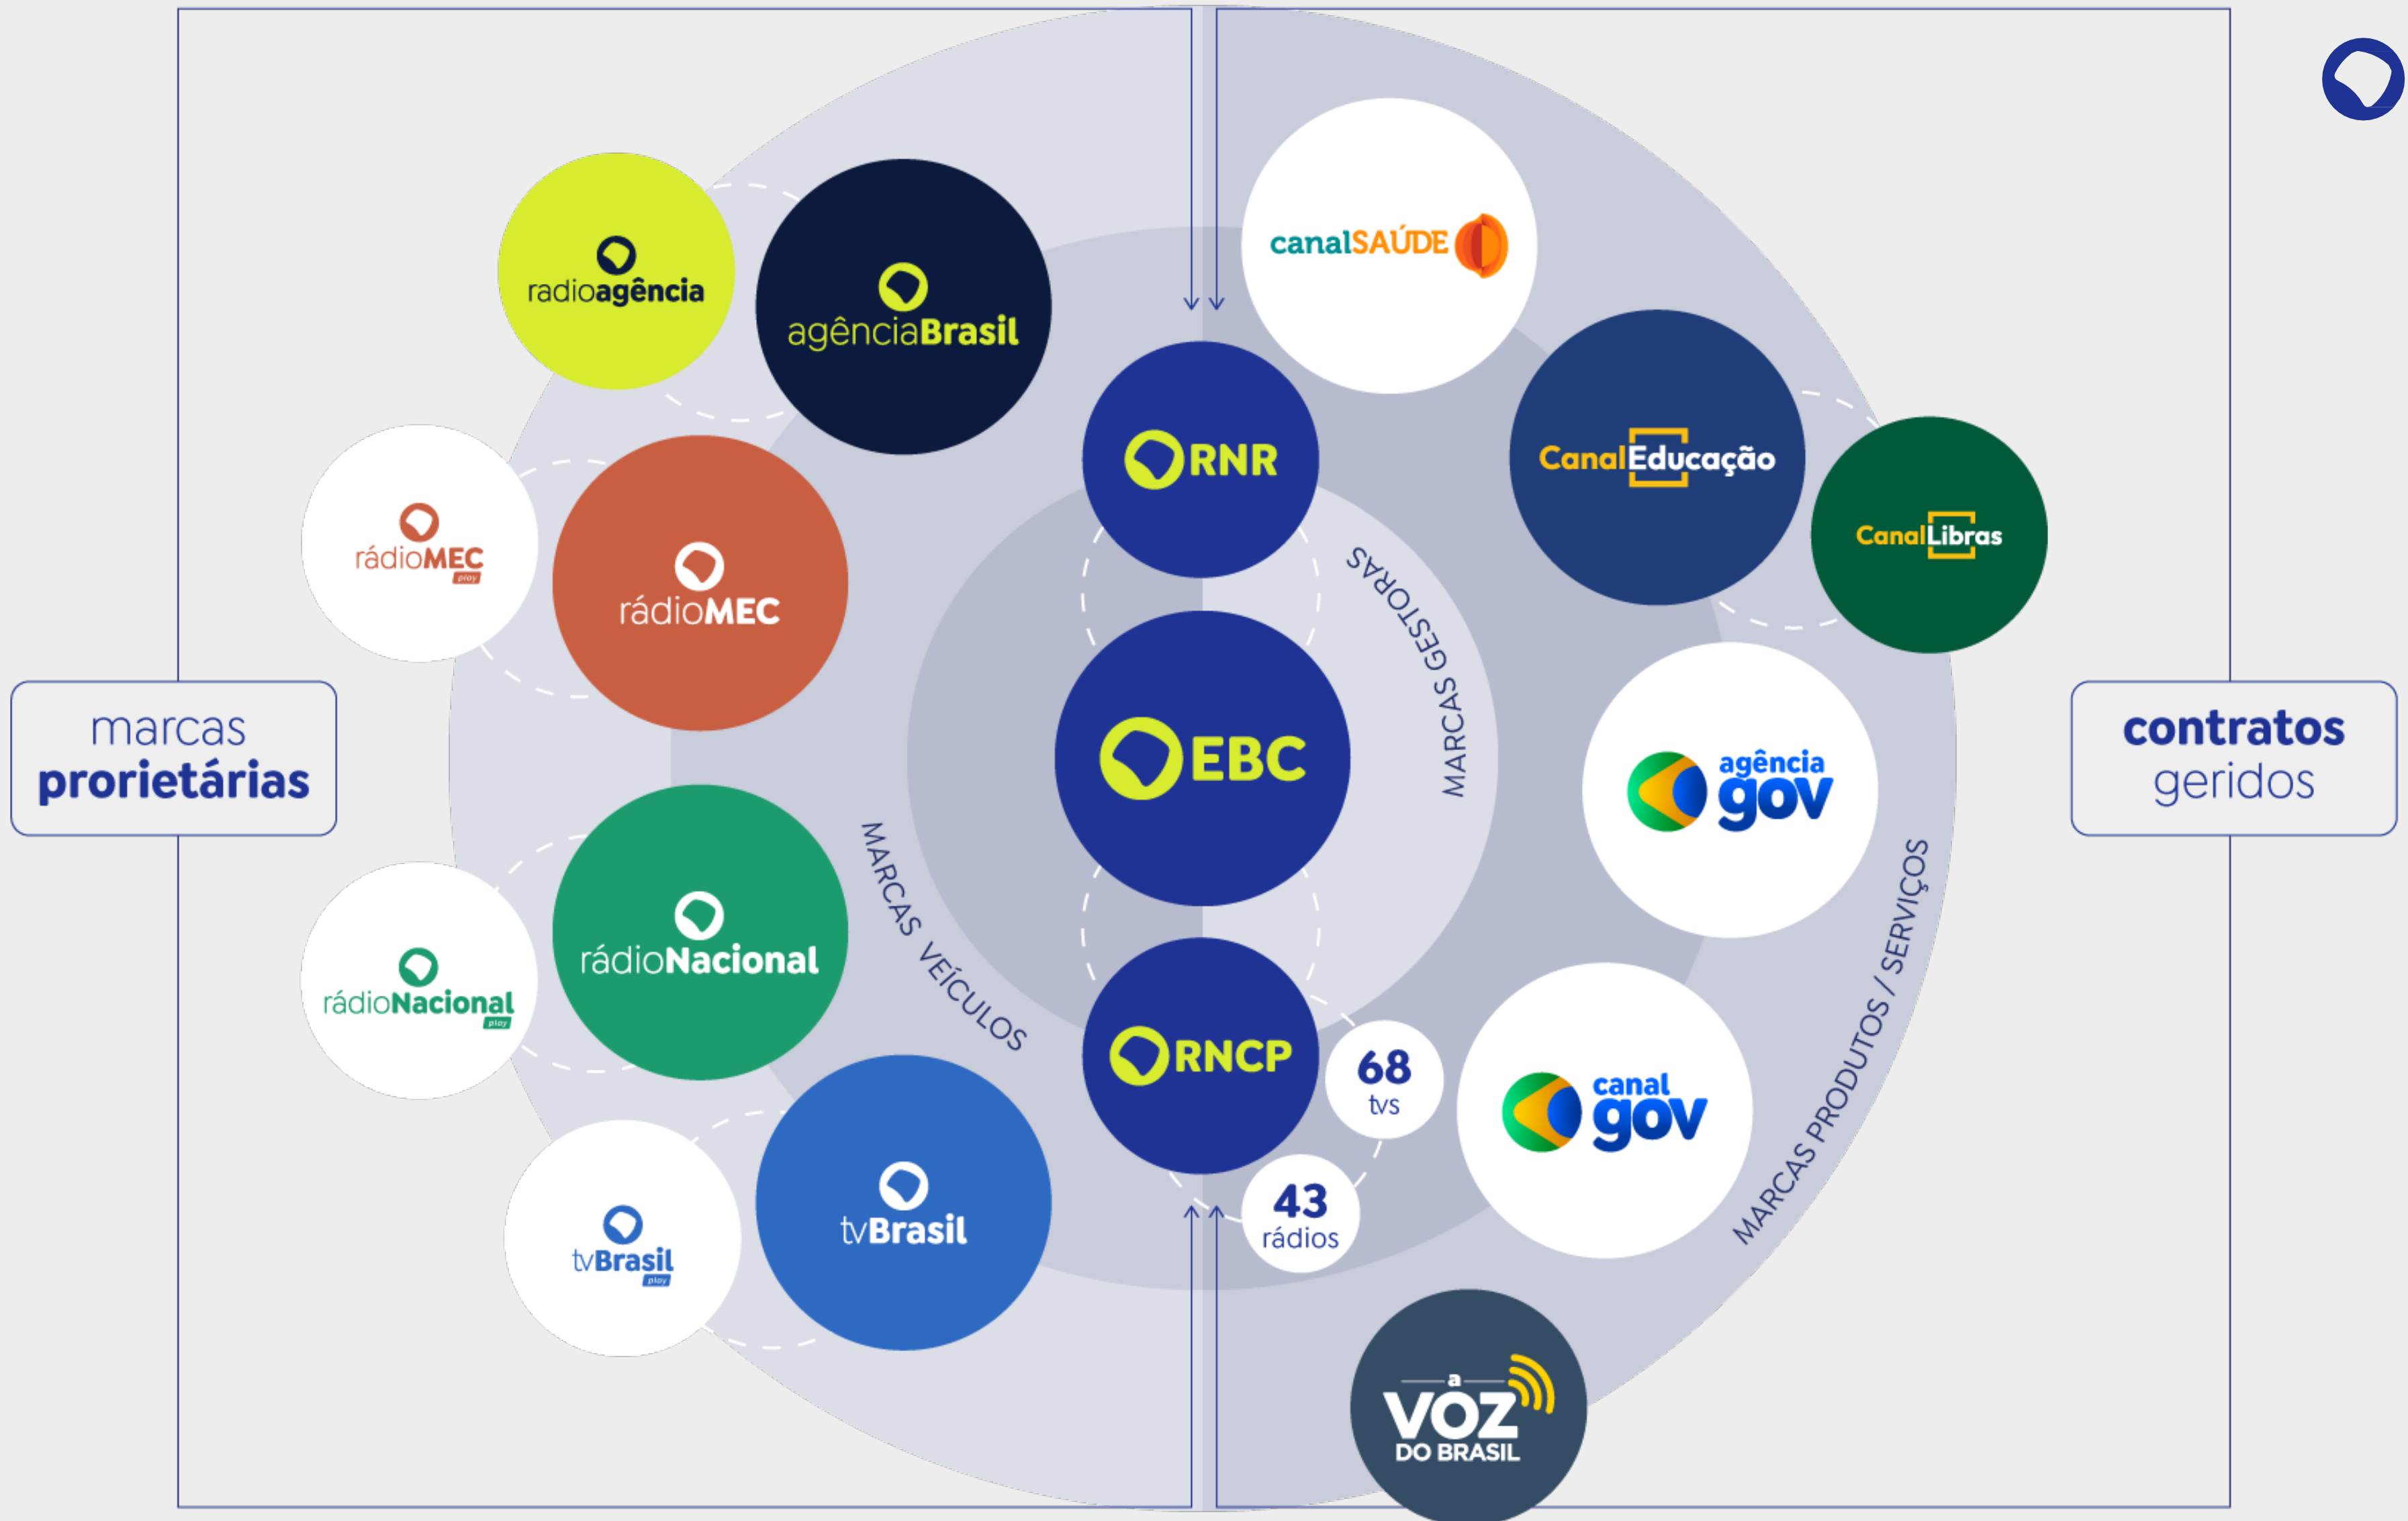 radioagência
agênciaBrasil
canalSAÚDE
RNR
CanalEducação
CanalLibras
rádioMEC
play
rádioMEC
MARCAS GESTORAS
marcas
prorietárias
EBC
agência
gov
contratos
geridos
rádioNacional
play
rádioNacional
MARCAS VEÍCULOS
MARCAS PRODUTOS / SERVIÇOS
RNCP
68
tvs
canal
gov
tvBrasil
play
tvBrasil
43
rádios
a
VOZ
DO BRASIL